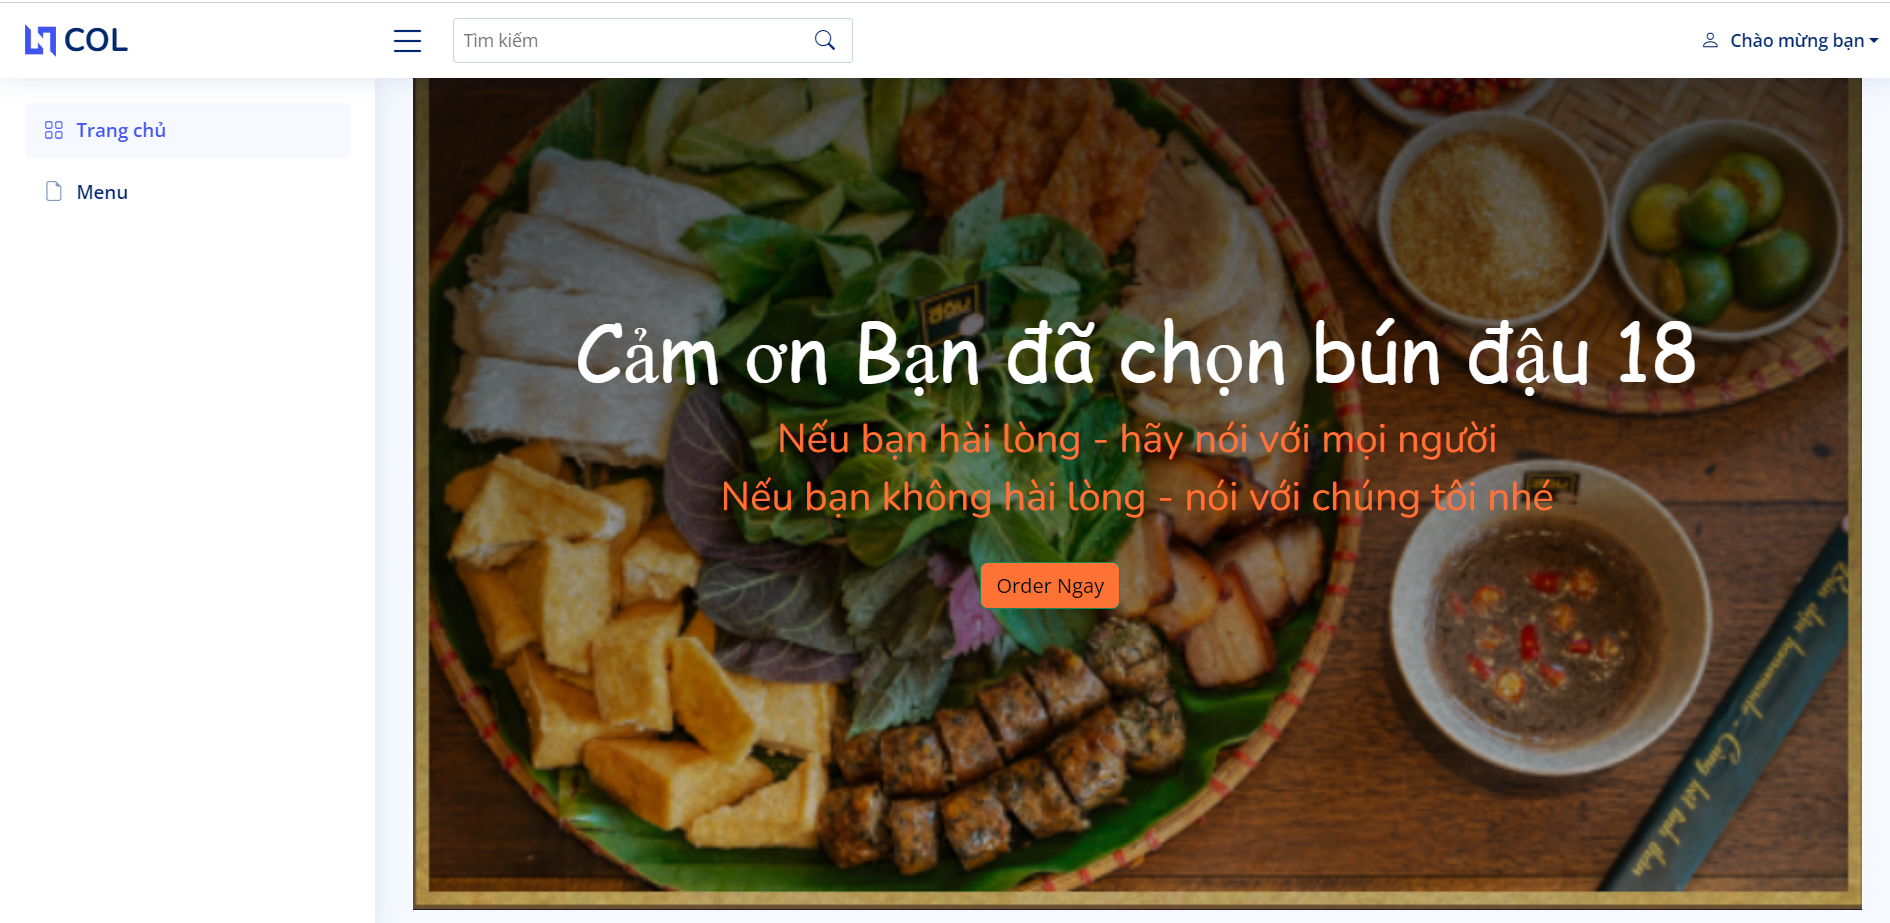 COL
Tìm kiếm
Chào mừng bạn
Trang chủ
Menu
Cảm ơn Bạn đã chọn bún đậu 18
Nếu bạn hài lòng - hãy nói với mọi người
Nếu bạn không hài lòng - nói với chúng tôi nhé
Order Ngay